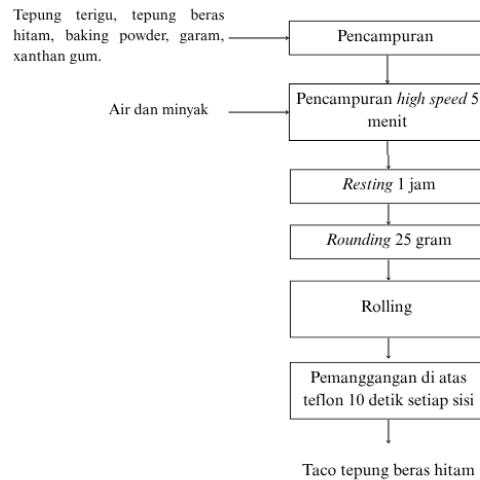 Tepung terigu, tepung beras
hitam, baking powder, garam,
xanthan gum.
Pencampuran
Air dan minyak
Pencampuran high speed 5
menit
Resting 1 jam
Rounding 25 gram
Rolling
Pemanggangan di atas
teflon 10 detik setiap sisi
Taco tepung beras hitam